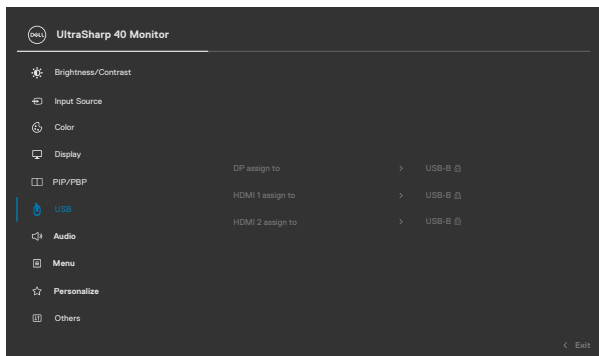 DELL UltraSharp 40 Monitor
Brightness/Contrast
Input Source
Color
Display
DP assign to > USB-B
PIP/PBP
HDMI 1 assign to > USB-B
USB
HDMI 2 assign to > USB-B
Audio
Menu
Personalize
Others
< Exit